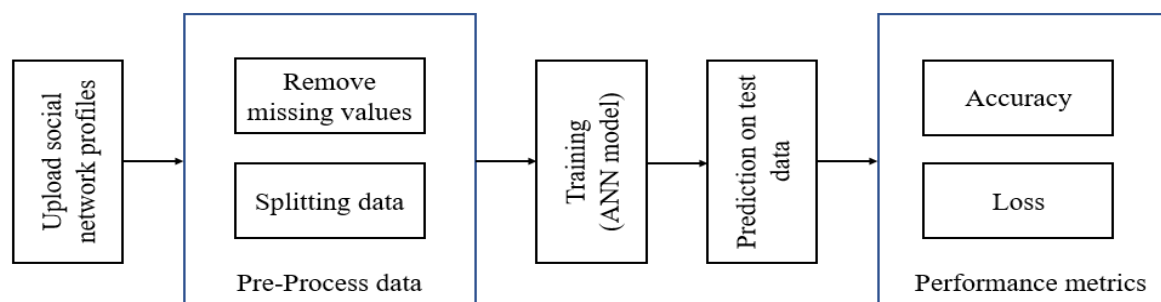 Upload social
network profiles
Remove
missing values
Splitting data
Pre-Process data
Training
(ANN model)
Prediction on test
data
Accuracy
Loss
Performance metrics